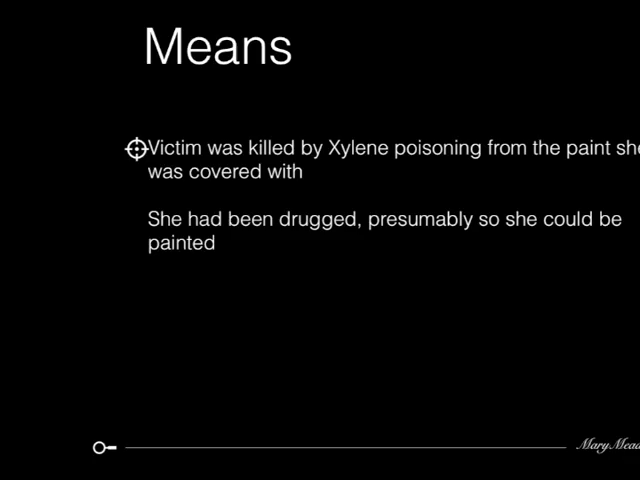 Means
Victim was killed by Xylene poisoning from the paint she
was covered with
She had been drugged, presumably so she could be
painted